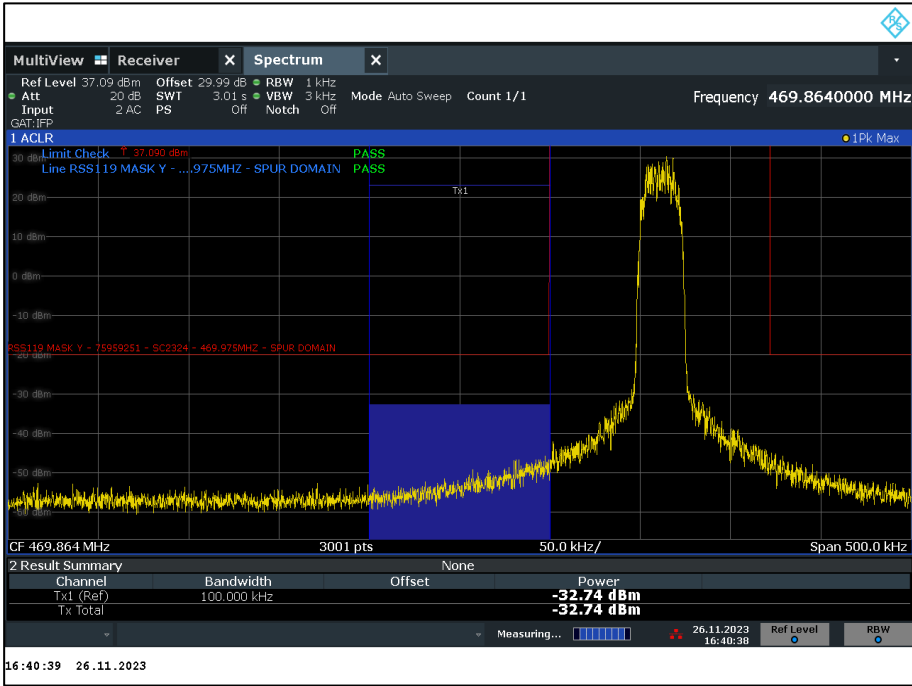 R/S
MultiView Receiver X Spectrum X
Ref Level 37.09 dBm Offset 29.99 dB RBW 1 kHz
Att 20 dB SWT 3.01 s VBW 3 kHz Mode Auto Sweep Count 1/1 Frequency 469.8640000 MHz
Input 2 AC PS Off Notch Off
GAT:IFP
1 ACLR 1Pk Max
30 dBm Limit Check 37.090 dBm PASS
Line RSS119 MASK Y - ....975MHZ - SPUR DOMAIN PASS
Tx1
20 dBm
10 dBm
0 dBm
-10 dBm
RSS119 MASK Y - 75959251 - SC2324 - 469.975MHZ - SPUR DOMAIN
-20 dBm
-30 dBm
-40 dBm
-50 dBm
-60 dBm
CF 469.864 MHz 3001 pts 50.0 kHz/ Span 500.0 kHz
2 Result Summary None
Channel Bandwidth Offset Power
Tx1 (Ref) 100.000 kHz -32.74 dBm
Tx Total -32.74 dBm
Measuring... 26.11.2023 16:40:38 Ref Level RBW
16:40:39 26.11.2023